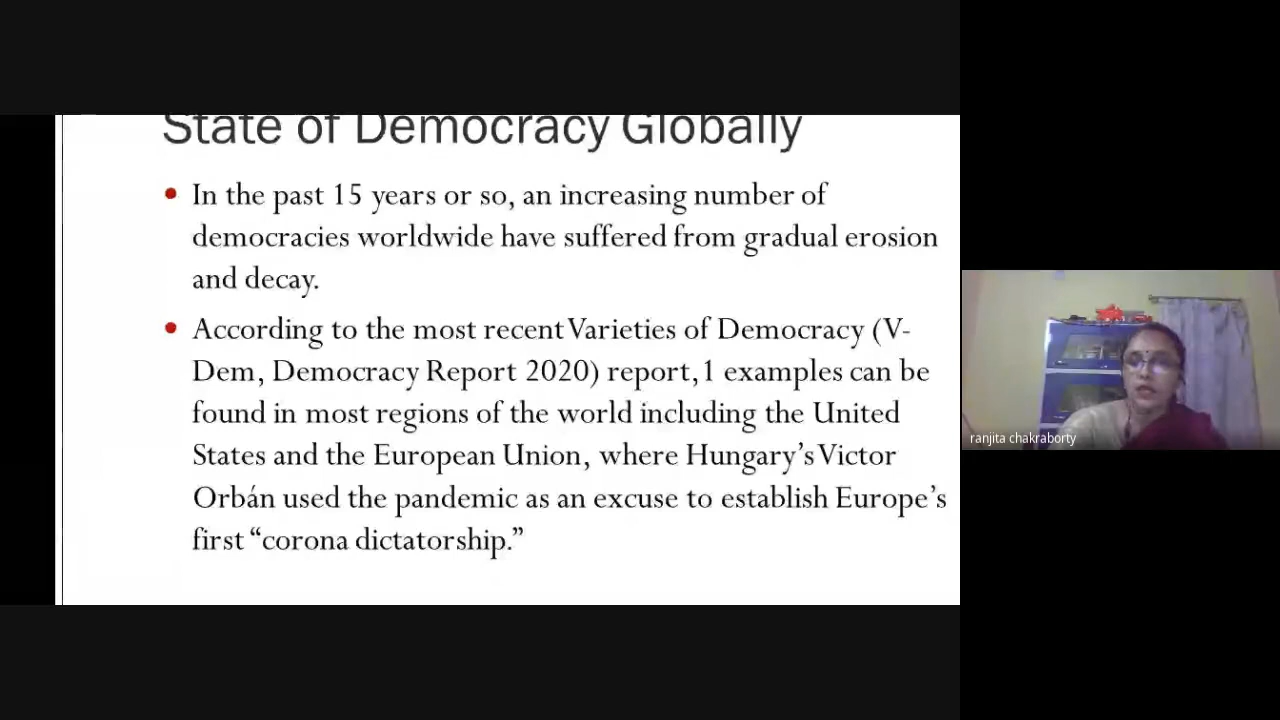 State of Democracy Globally
• In the past 15 years or so, an increasing number of
democracies worldwide have suffered from gradual erosion
and decay.
• According to the most recent Varieties of Democracy (V-
Dem, Democracy Report 2020) report,1 examples can be
found in most regions of the world including the United
States and the European Union, where Hungary's Victor
Orbán used the pandemic as an excuse to establish Europe's
first “corona dictatorship.”
ranjita chakraborty